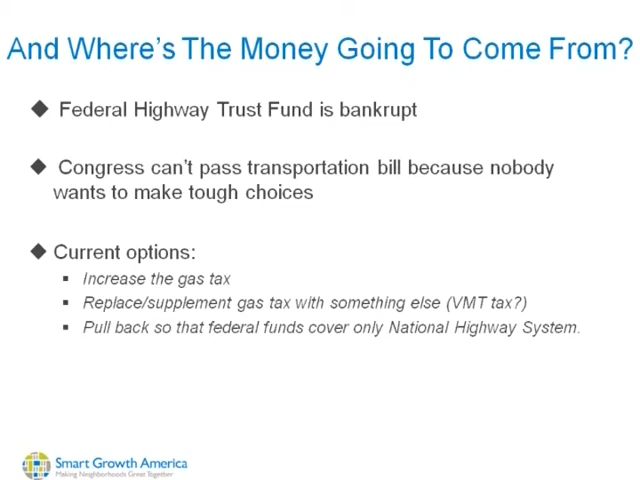 And Where's The Money Going To Come From?
◆ Federal Highway Trust Fund is bankrupt
◆ Congress can't pass transportation bill because nobody
wants to make tough choices
◆ Current options:
▪ Increase the gas tax
▪ Replace/supplement gas tax with something else (VMT tax?)
▪ Pull back so that federal funds cover only National Highway System.
Smart Growth America
Making Neighborhoods Great Together